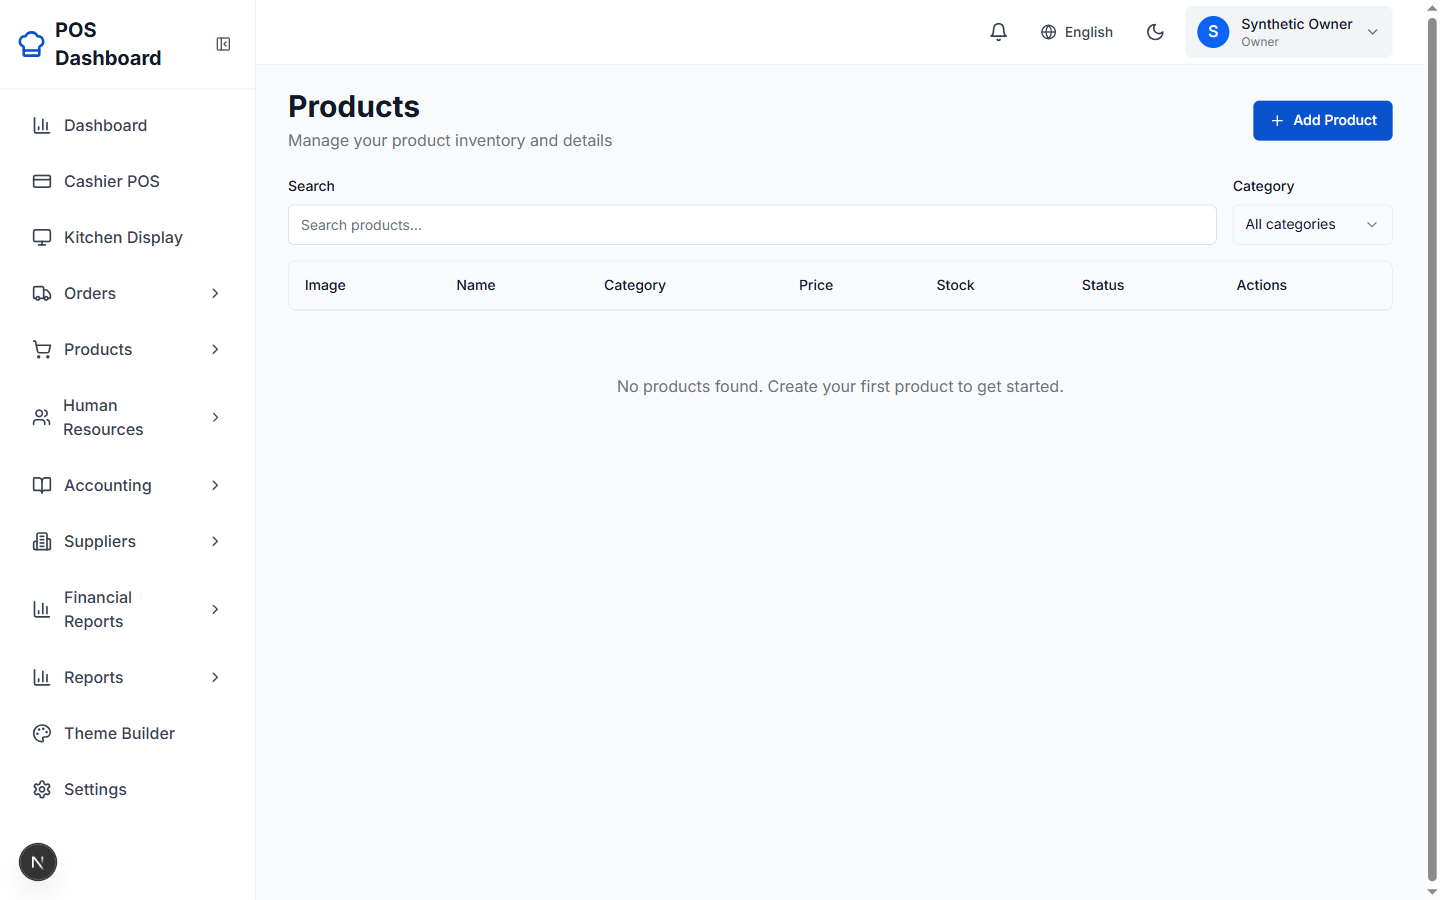 POS
Dashboard
English
S
Synthetic Owner
Owner
Dashboard
Cashier POS
Kitchen Display
Orders
Products
Human
Resources
Accounting
Suppliers
Financial
Reports
Reports
Theme Builder
Settings
N
Products
Manage your product inventory and details
Add Product
Search
Category
Search products...
All categories
Image Name Category Price Stock Status Actions
No products found. Create your first product to get started.